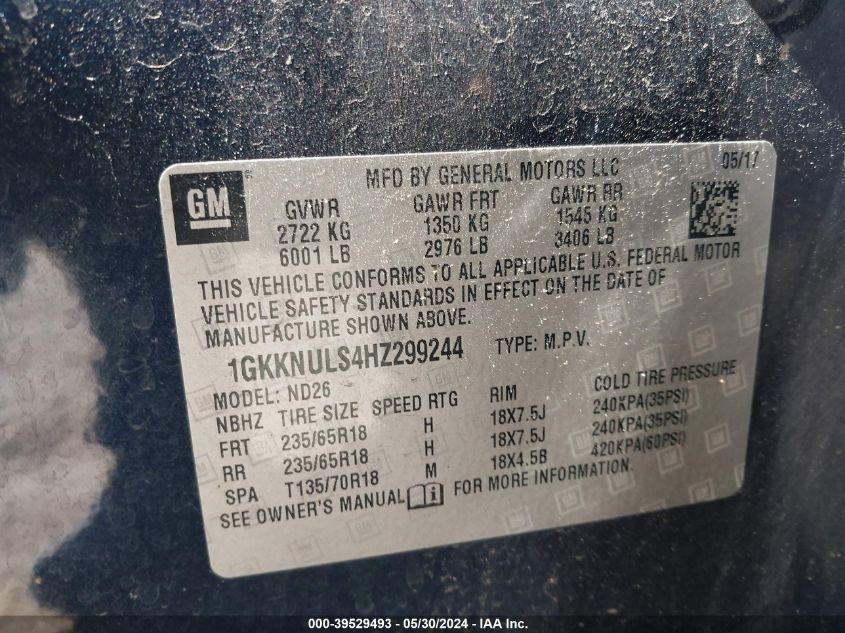 GM
MFD BY GENERAL MOTORS LLC 05/17
GVWR GAWR FRT GAWR RR
2722 KG 1350 KG 1545 KG
6001 LB 2976 LB 3406 LB
THIS VEHICLE CONFORMS TO ALL APPLICABLE U.S. FEDERAL MOTOR
VEHICLE SAFETY STANDARDS IN EFFECT ON THE DATE OF
MANUFACTURE SHOWN ABOVE.
1GKKNULS4HZ299244 TYPE: M.P.V.
MODEL: ND26
NBHZ TIRE SIZE SPEED RTG RIM COLD TIRE PRESSURE
FRT 235/65R18 H 18X7.5J 240KPA(35PSI)
RR 235/65R18 H 18X7.5J 240KPA(35PSI)
SPA T135/70R18 M 18X4.5B 420KPA(60PSI)
SEE OWNER'S MANUAL FOR MORE INFORMATION.
000-39529493 - 05/30/2024 - IAA Inc.